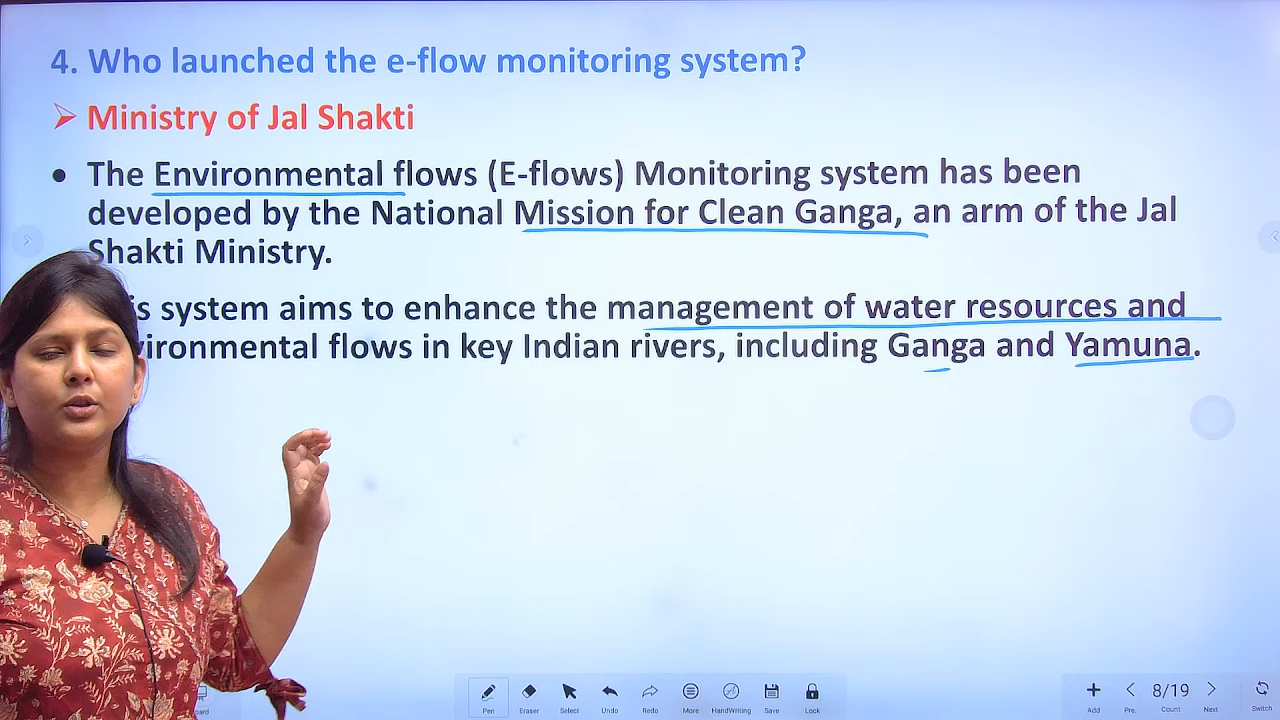 4. Who launched the e-flow monitoring system?
➢ Ministry of Jal Shakti
• The Environmental flows (E-flows) Monitoring system has been
developed by the National Mission for Clean Ganga, an arm of the Jal
Shakti Ministry.
is system aims to enhance the management of water resources and
vironmental flows in key Indian rivers, including Ganga and Yamuna.
Pen Eraser Select Undo Redo More HandWriting Save Lock
8/19
Add Pre. Count Next Switch